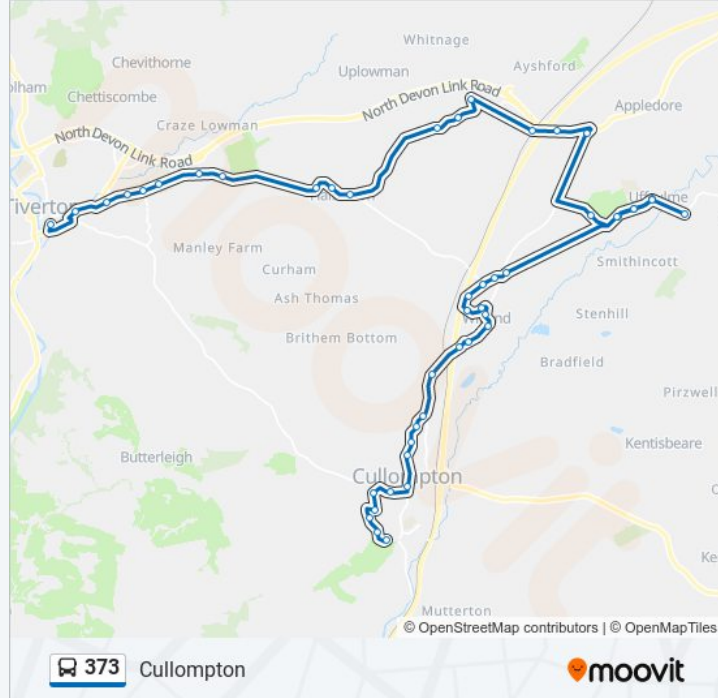 Whitnage
Chevithorne
Ayshford
Uplowman
North Devon Link Road
Chettiscombe
Appledore
Craze Lowman
North Devon Link Road
Tiverton
Manley Farm
Smithincott
Curham
Ash Thomas
Stenhill
Brithem Bottom
Bradfield
Pirzwell
Kentisbeare
Butterleigh
Cullompton
Mutterton
© OpenStreetMap contributors | © OpenMapTiles
373 Cullompton
moovit